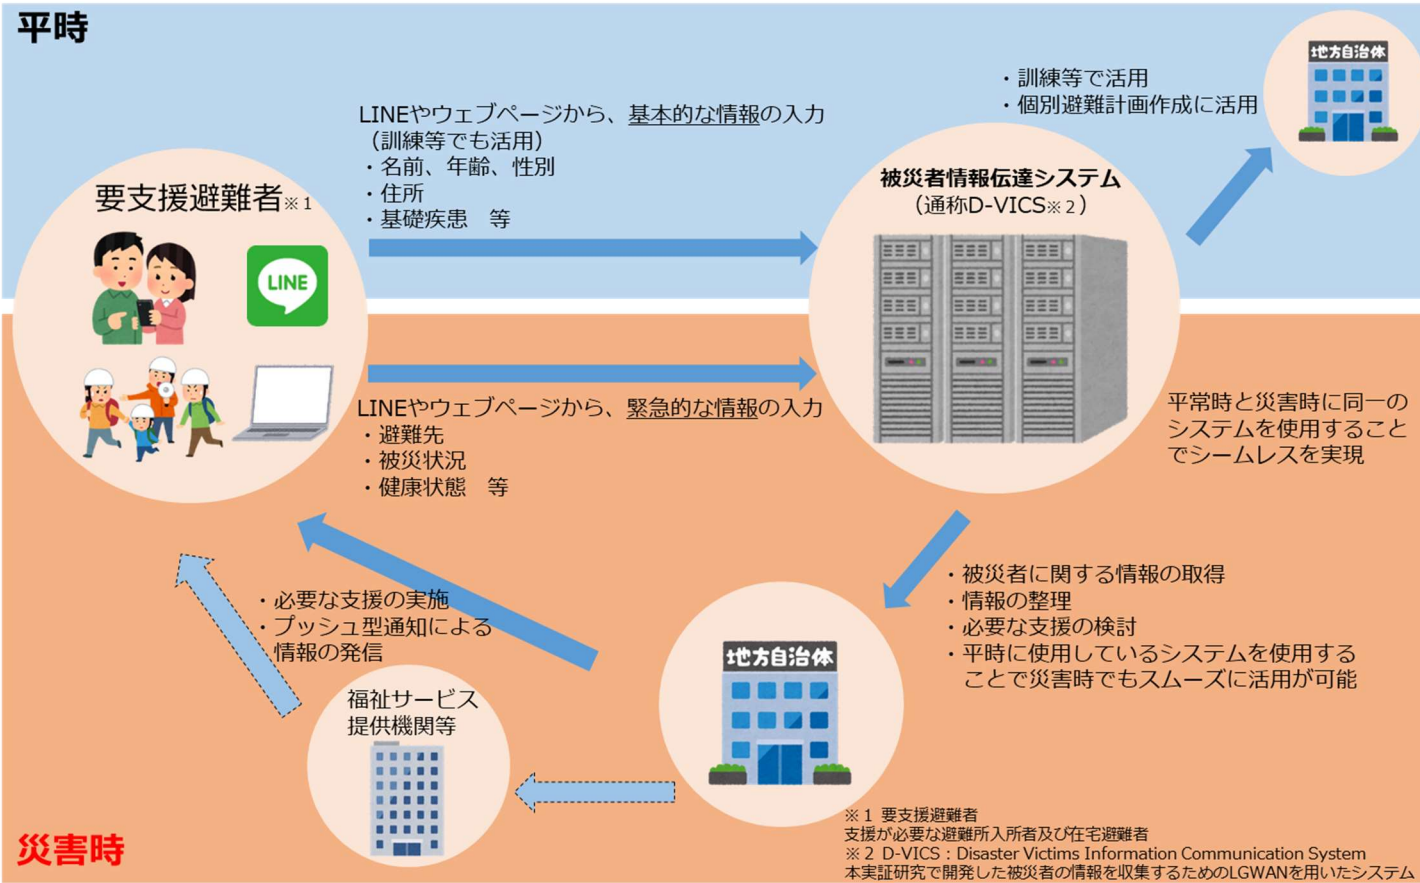 平時
地方自治体
・訓練等で活用
・個別避難計画作成に活用
LINEやウェブページから、基本的な情報の入力
（訓練等でも活用）
・名前、年齢、性別
・住所
・基礎疾患　等
要支援避難者※１
LINE
被災者情報伝達システム
（通称D-VICS※２）
LINEやウェブページから、緊急的な情報の入力
・避難先
・被災状況
・健康状態　等
平常時と災害時に同一の
システムを使用すること
でシームレスを実現
・被災者に関する情報の取得
・情報の整理
・必要な支援の検討
・平時に使用しているシステムを使用する
ことで災害時でもスムーズに活用が可能
・必要な支援の実施
・プッシュ型通知による
情報の発信
地方自治体
福祉サービス
提供機関等
災害時
※１ 要支援避難者
支援が必要な避難所入所者及び在宅避難者
※２ D-VICS：Disaster Victims Information Communication System
本実証研究で開発した被災者の情報を収集するためのLGWANを用いたシステム